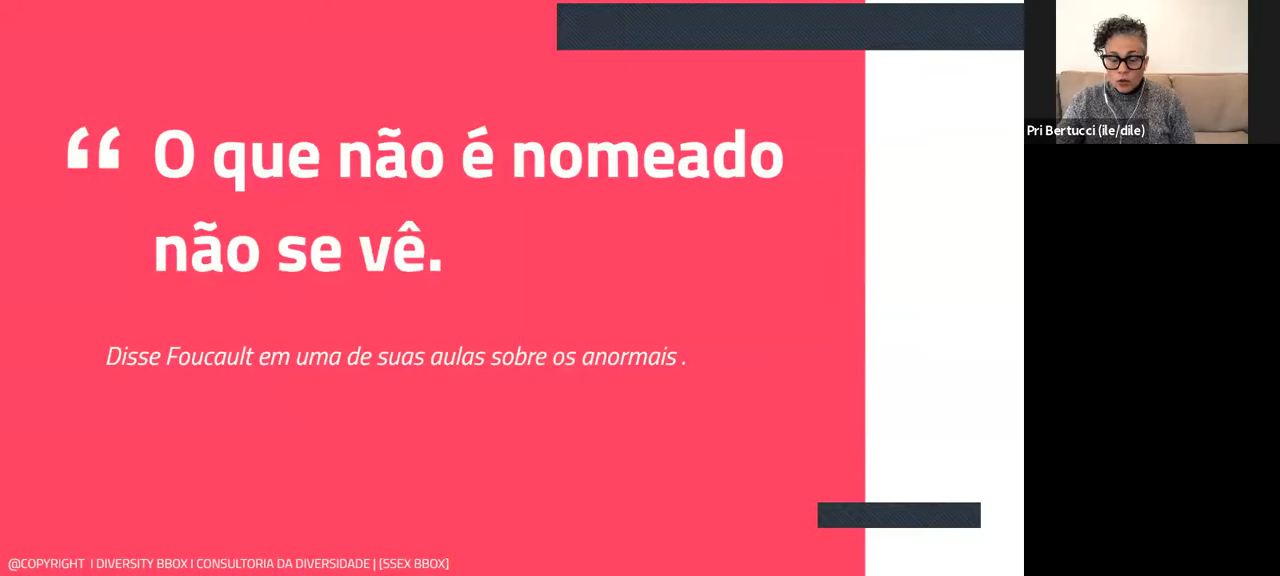 “ O que não é nomeado
não se vê.
Disse Foucault em uma de suas aulas sobre os anormais .
@COPYRIGHT I DIVERSITY BBOX I CONSULTORIA DA DIVERSIDADE | [SSEX BBOX]
Pri Bertucci (ile/dile)